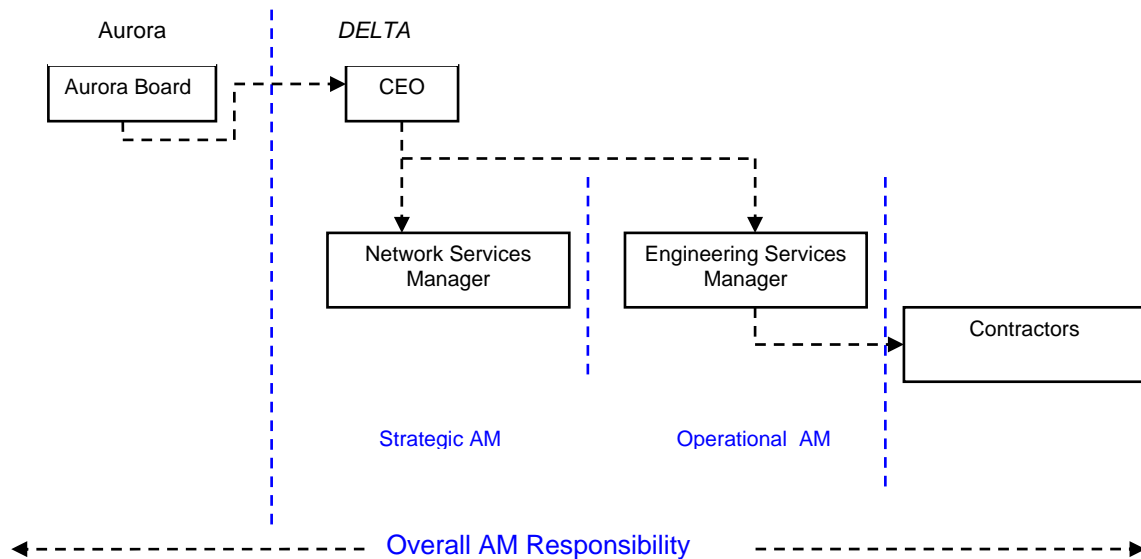 Aurora
DELTA
Aurora Board
CEO
Network Services
Manager
Engineering Services
Manager
Contractors
Strategic AM
Operational AM
Overall AM Responsibility